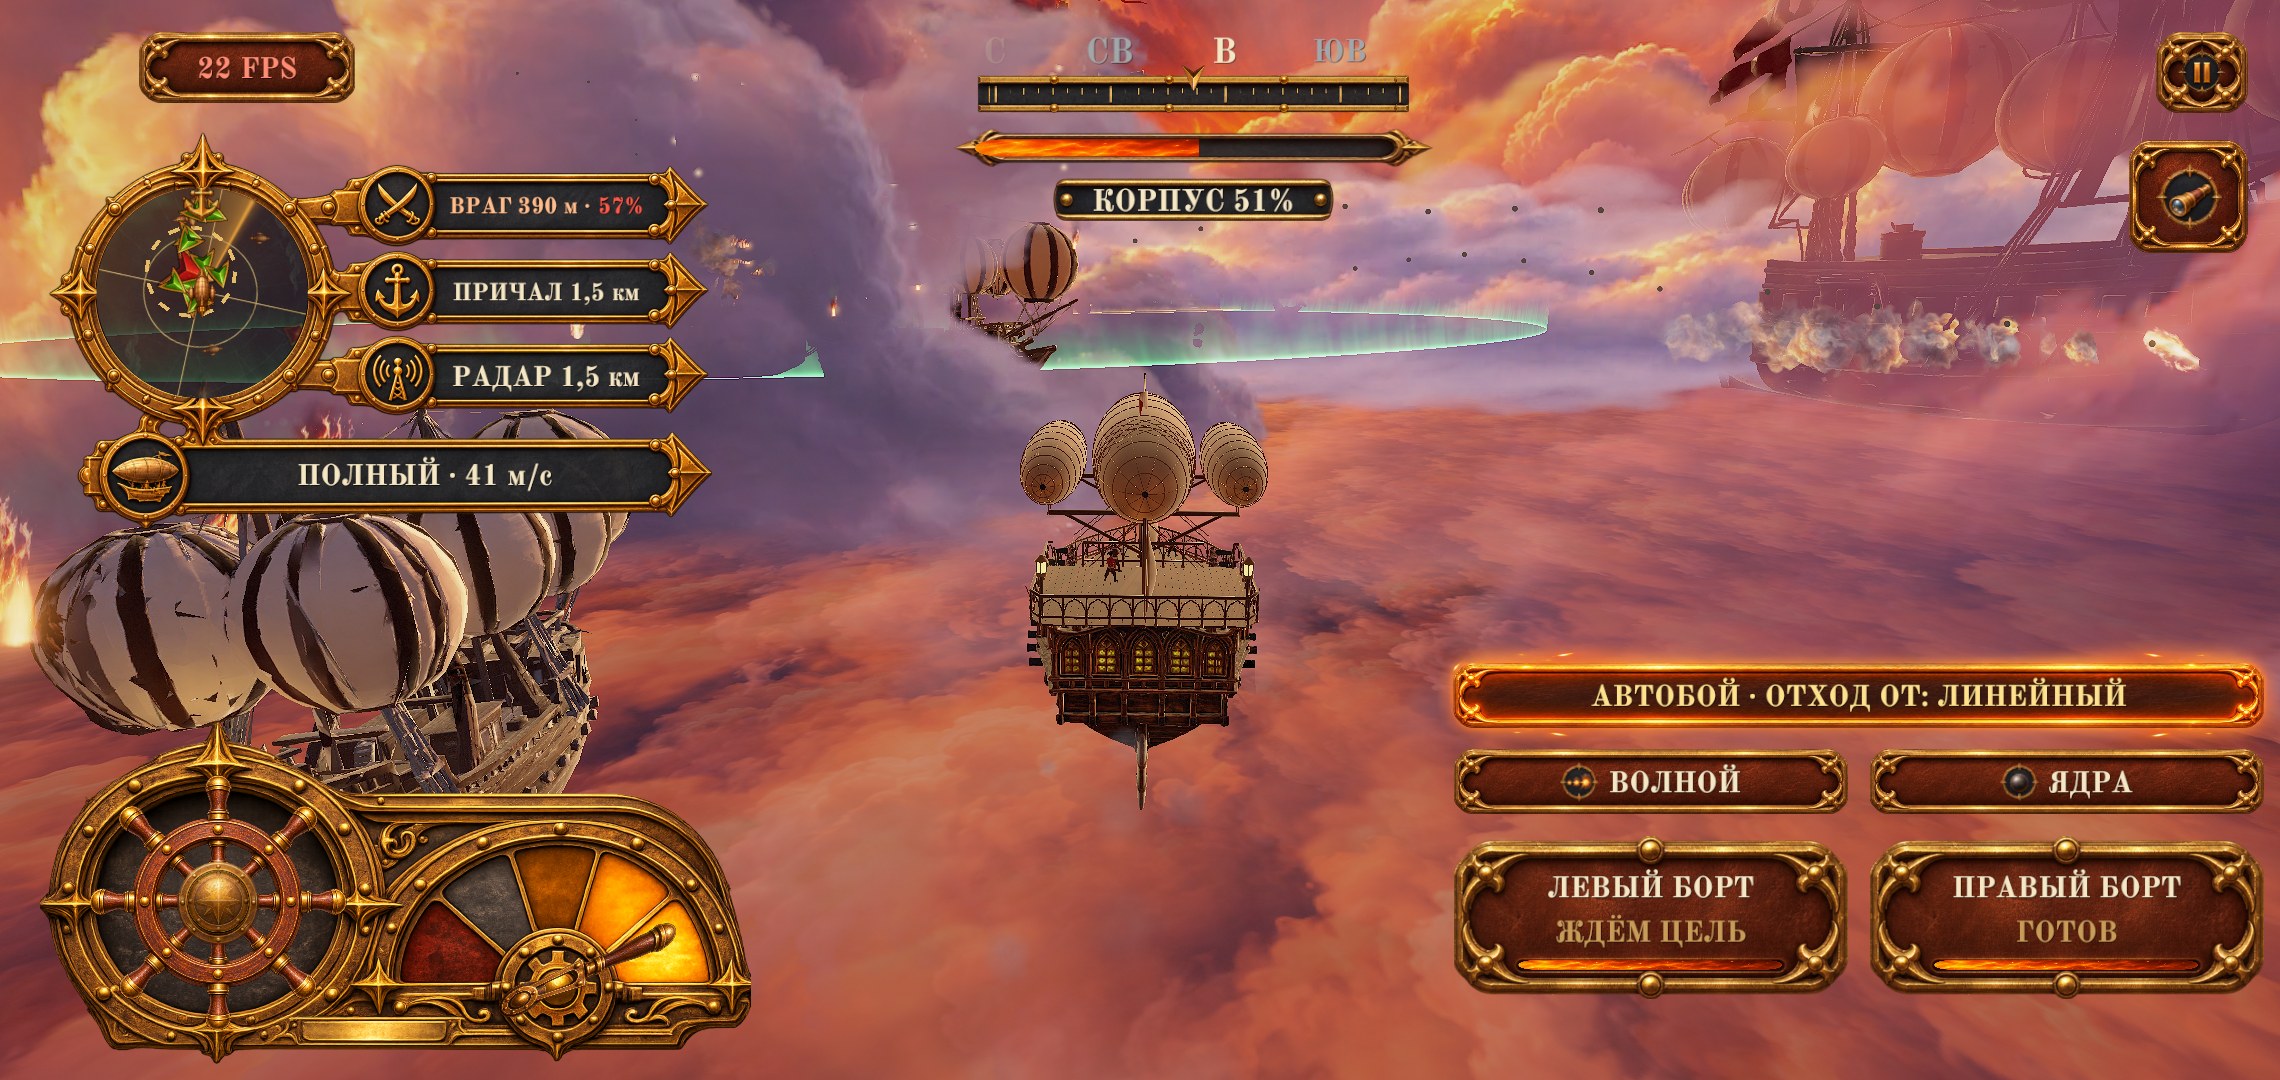 22 FPS
С СВ В ЮВ
КОРПУС 51%
ВРАГ 390 м · 57%
ПРИЧАЛ 1,5 км
РАДАР 1,5 км
ПОЛНЫЙ · 41 м/с
АВТОБОЙ · ОТХОД ОТ: ЛИНЕЙНЫЙ
ВОЛНОЙ
ЯДРА
ЛЕВЫЙ БОРТ
ЖДЁМ ЦЕЛЬ
ПРАВЫЙ БОРТ
ГОТОВ